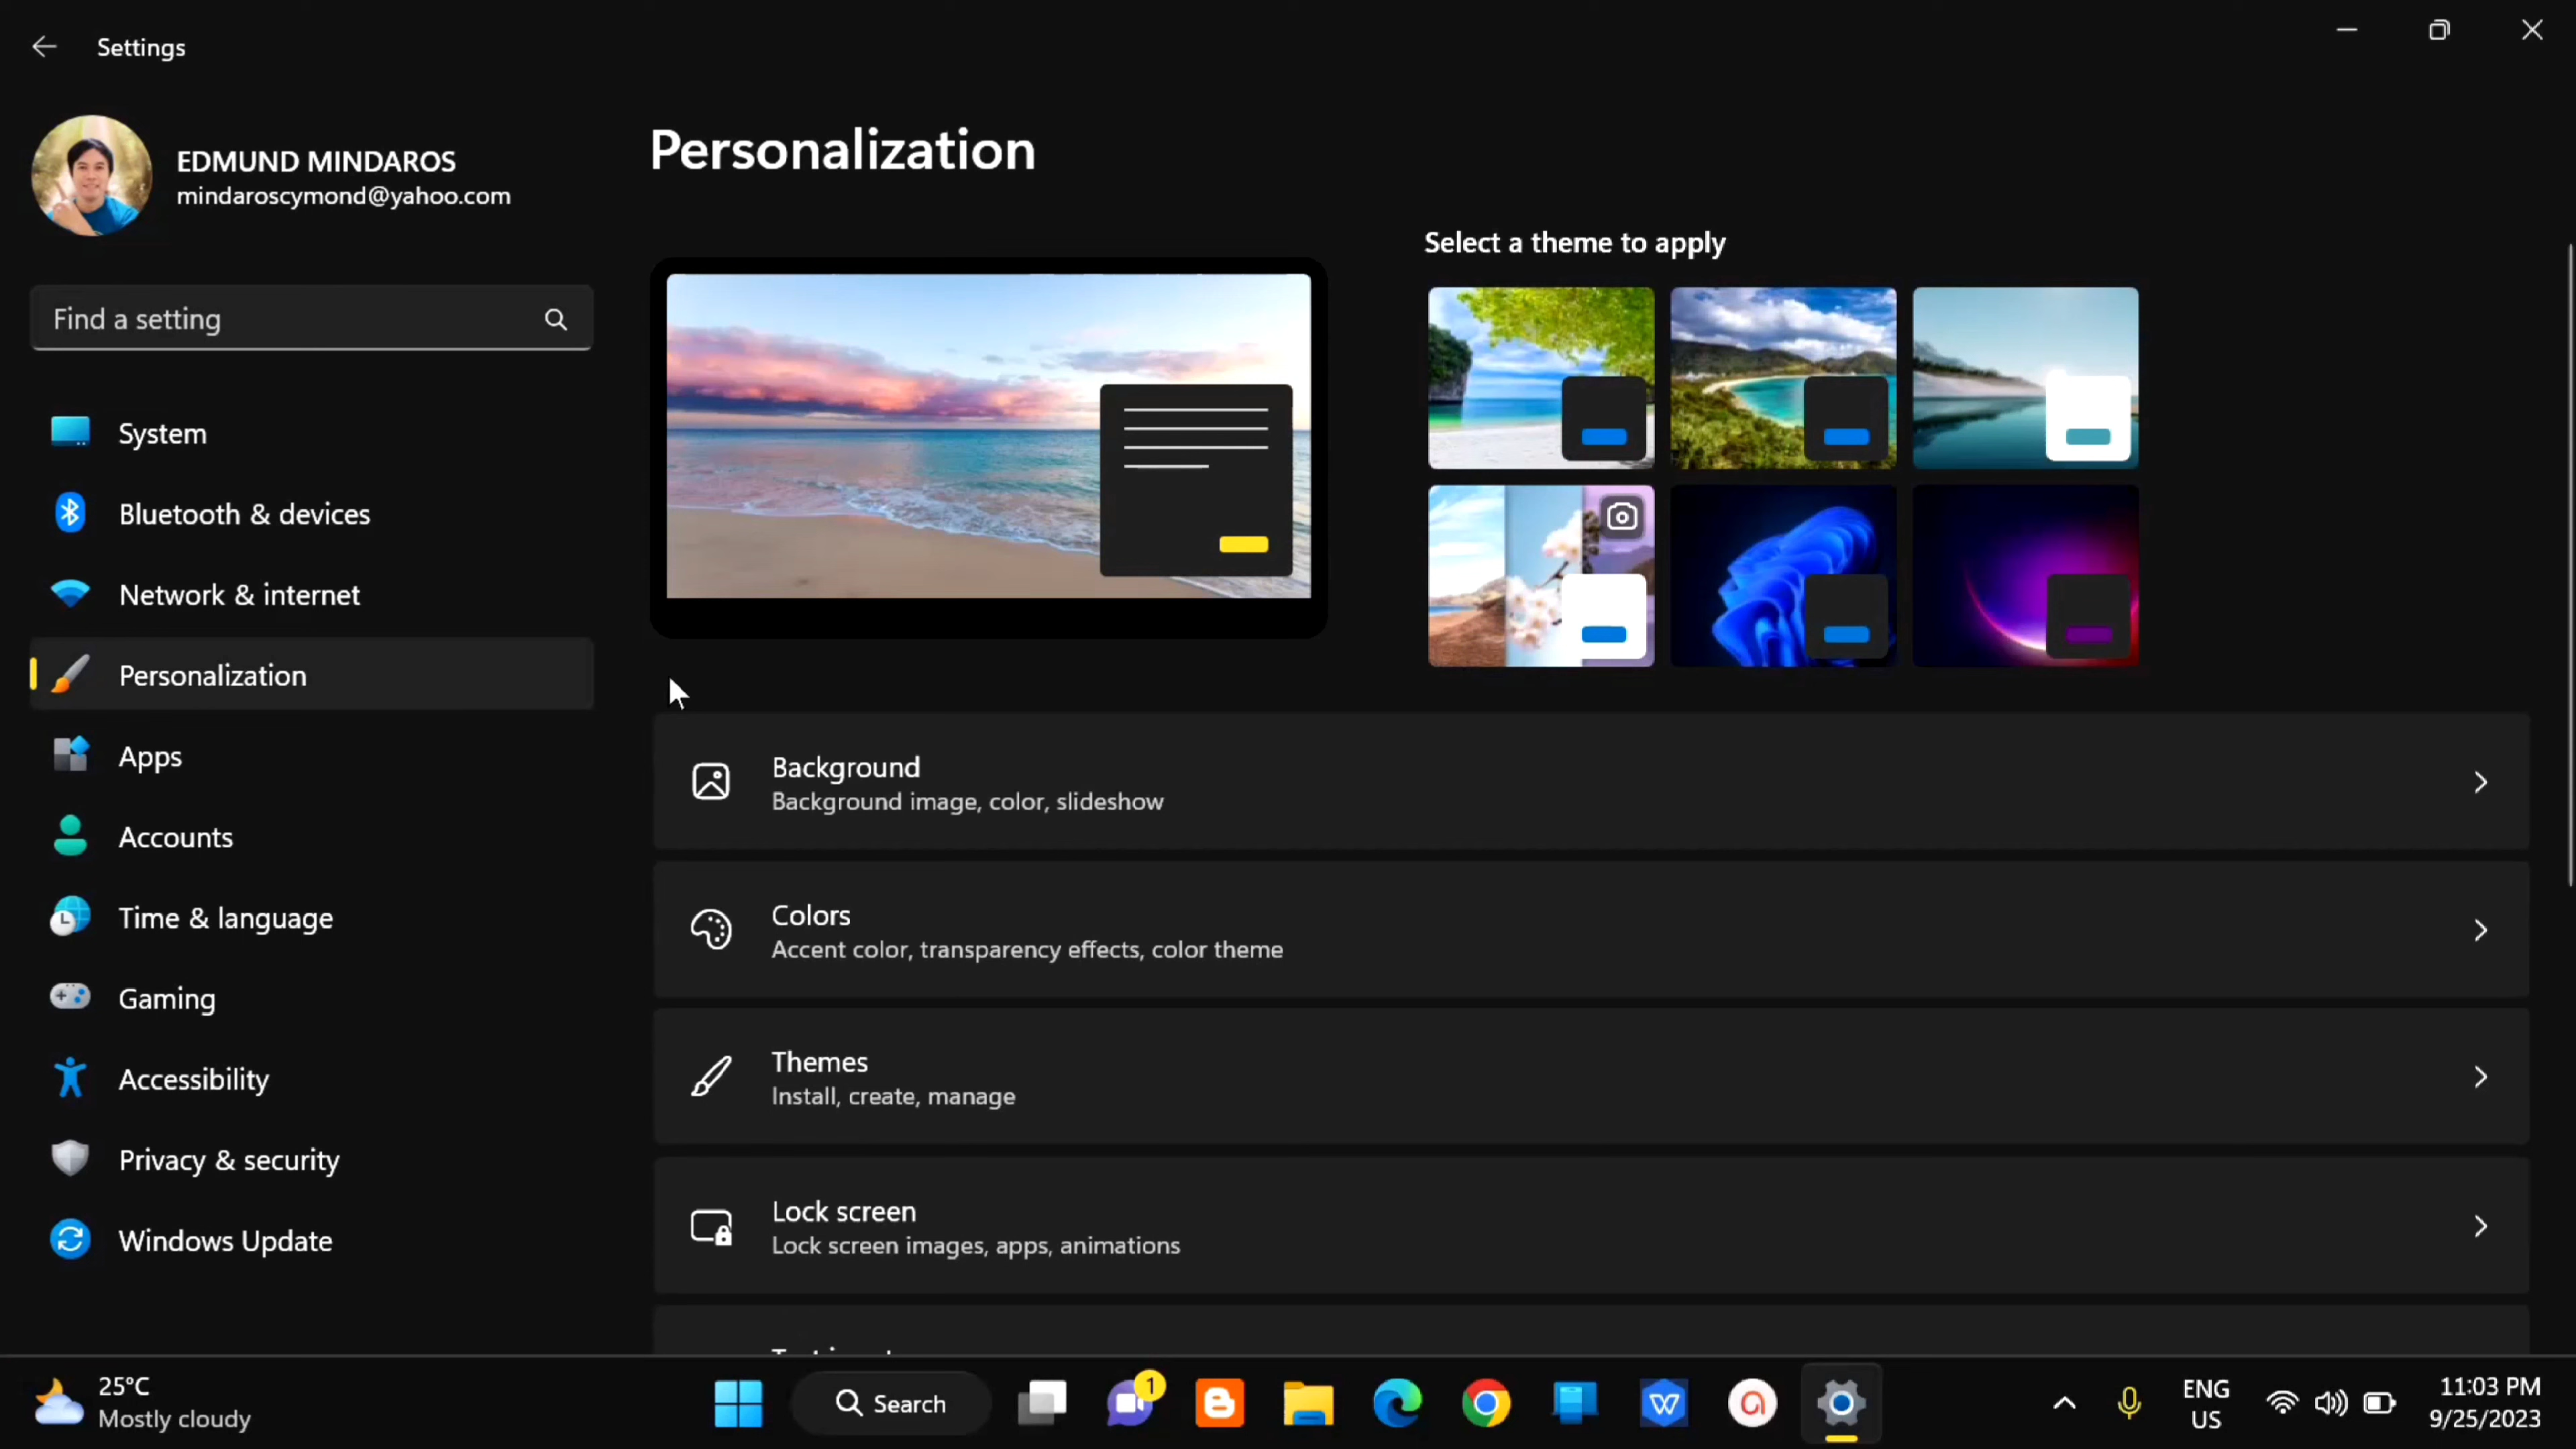 Settings
EDMUND MINDAROS
mindaroscymond@yahoo.com
Find a setting
System
Bluetooth & devices
Network & internet
Personalization
Apps
Accounts
Time & language
Gaming
Accessibility
Privacy & security
Windows Update
Personalization
Select a theme to apply
Background
Background image, color, slideshow
Colors
Accent color, transparency effects, color theme
Themes
Install, create, manage
Lock screen
Lock screen images, apps, animations
25°C
Mostly cloudy
Search
1
ENG
US
11:03 PM
9/25/2023